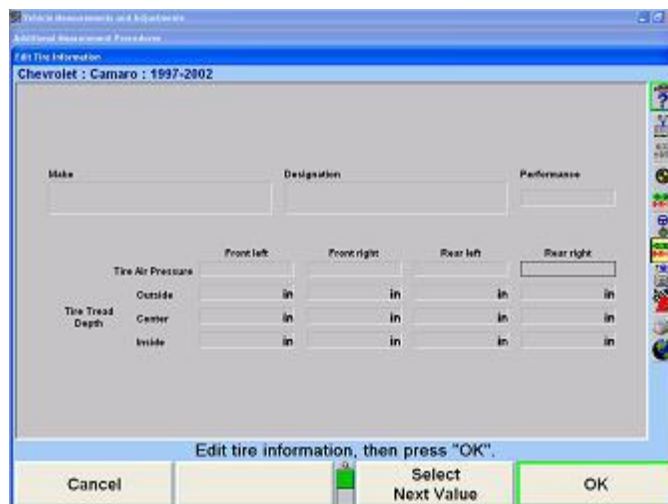 Vehicle Measurements and Adjustments
Additional Measurement Procedures
Edit Tire Information
Chevrolet : Camaro : 1997-2002
Make Designation Performance
Front left Front right Rear left Rear right
Tire Air Pressure
Outside in in in in
Tire Tread Depth Center in in in in
Inside in in in in
Edit tire information, then press "OK".
Cancel Select Next Value OK